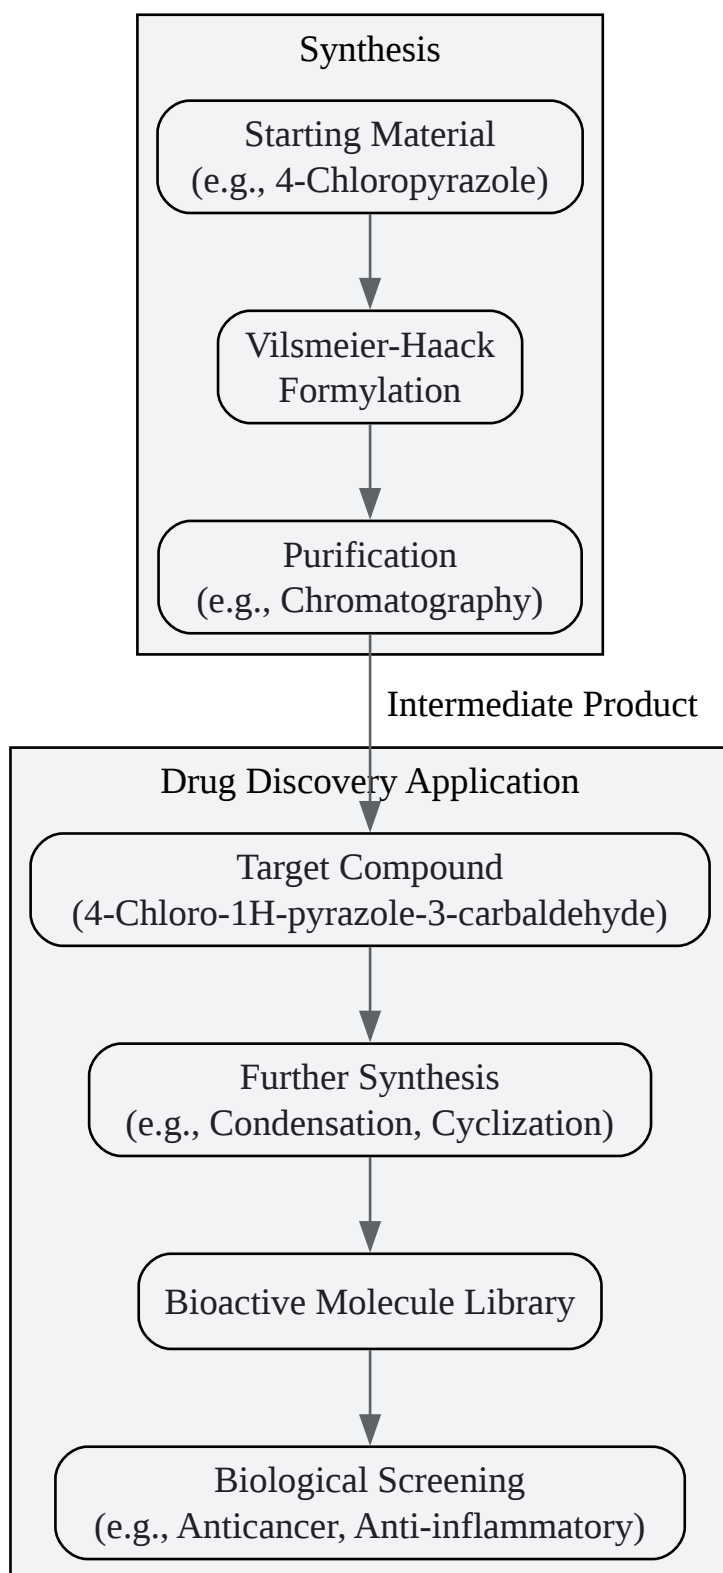 Synthesis
Starting Material
(e.g., 4-Chloropyrazole)
Vilsmeier-Haack
Formylation
Purification
(e.g., Chromatography)
Intermediate Product
Drug Discovery Application
Target Compound
(4-Chloro-1H-pyrazole-3-carbaldehyde)
Further Synthesis
(e.g., Condensation, Cyclization)
Bioactive Molecule Library
Biological Screening
(e.g., Anticancer, Anti-inflammatory)